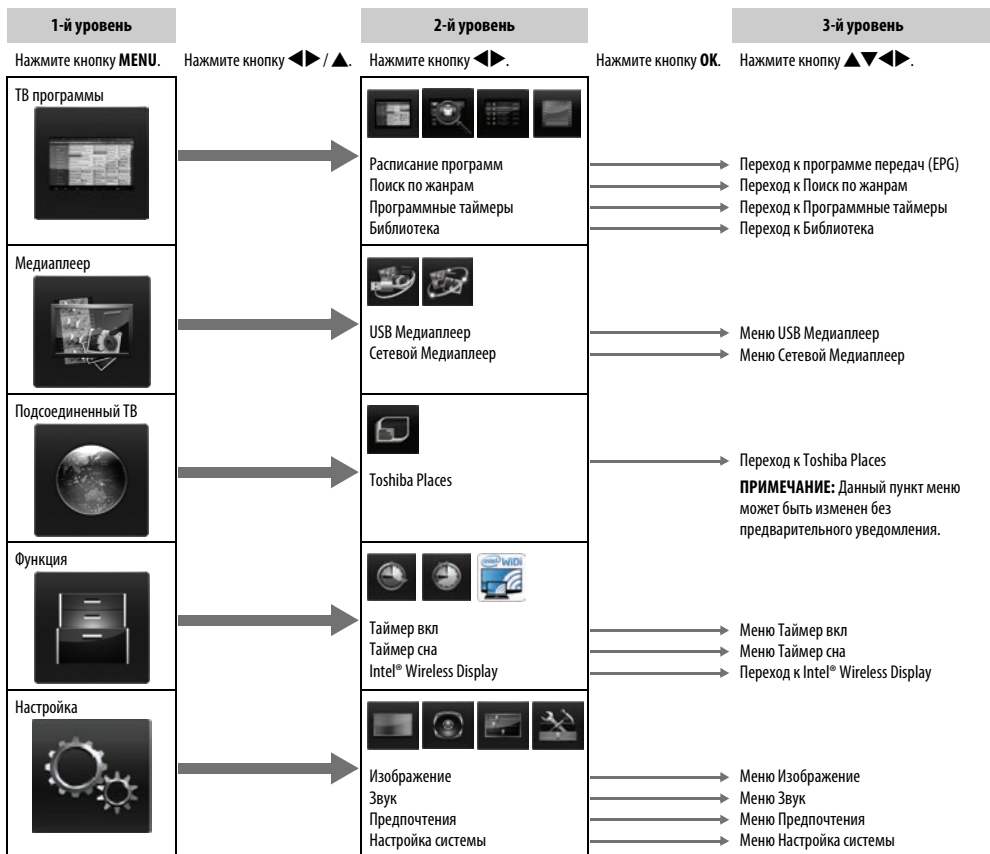 1-й уровень
2-й уровень
3-й уровень
Нажмите кнопку MENU.
Нажмите кнопку ◀▶ / ▲.
Нажмите кнопку ◀▶.
Нажмите кнопку OK.
Нажмите кнопку ▲▼◀▶.
ТВ программы
Расписание программ
Поиск по жанрам
Программные таймеры
Библиотека
Переход к программе передач (EPG)
Переход к Поиск по жанрам
Переход к Программные таймеры
Переход к Библиотека
Медиаплеер
USB Медиаплеер
Сетевой Медиаплеер
Меню USB Медиаплеер
Меню Сетевой Медиаплеер
Подсоединенный ТВ
Toshiba Places
Переход к Toshiba Places
ПРИМЕЧАНИЕ: Данный пункт меню
может быть изменен без
предварительного уведомления.
Функция
intel WiDi
Таймер вкл
Таймер сна
Intel® Wireless Display
Меню Таймер вкл
Меню Таймер сна
Переход к Intel® Wireless Display
Настройка
Изображение
Звук
Предпочтения
Настройка системы
Меню Изображение
Меню Звук
Меню Предпочтения
Меню Настройка системы